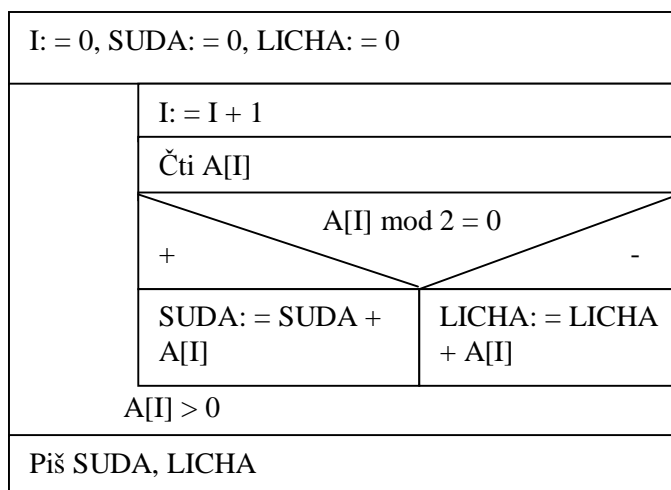 I: = 0, SUDA: = 0, LICHA: = 0
I: = I + 1
Čti A[I]
A[I] mod 2 = 0
+ -
SUDA: = SUDA +
A[I]
LICHA: = LICHA
+ A[I]
A[I] > 0
Piš SUDA, LICHA